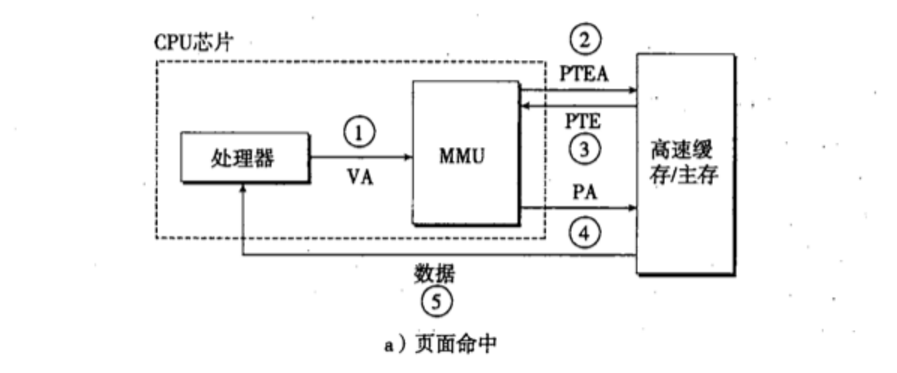 CPU芯片
②
PTEA
处理器
①
VA
MMU
PTE
③
高速缓
存/主存
PA
④
数据
⑤
a）页面命中